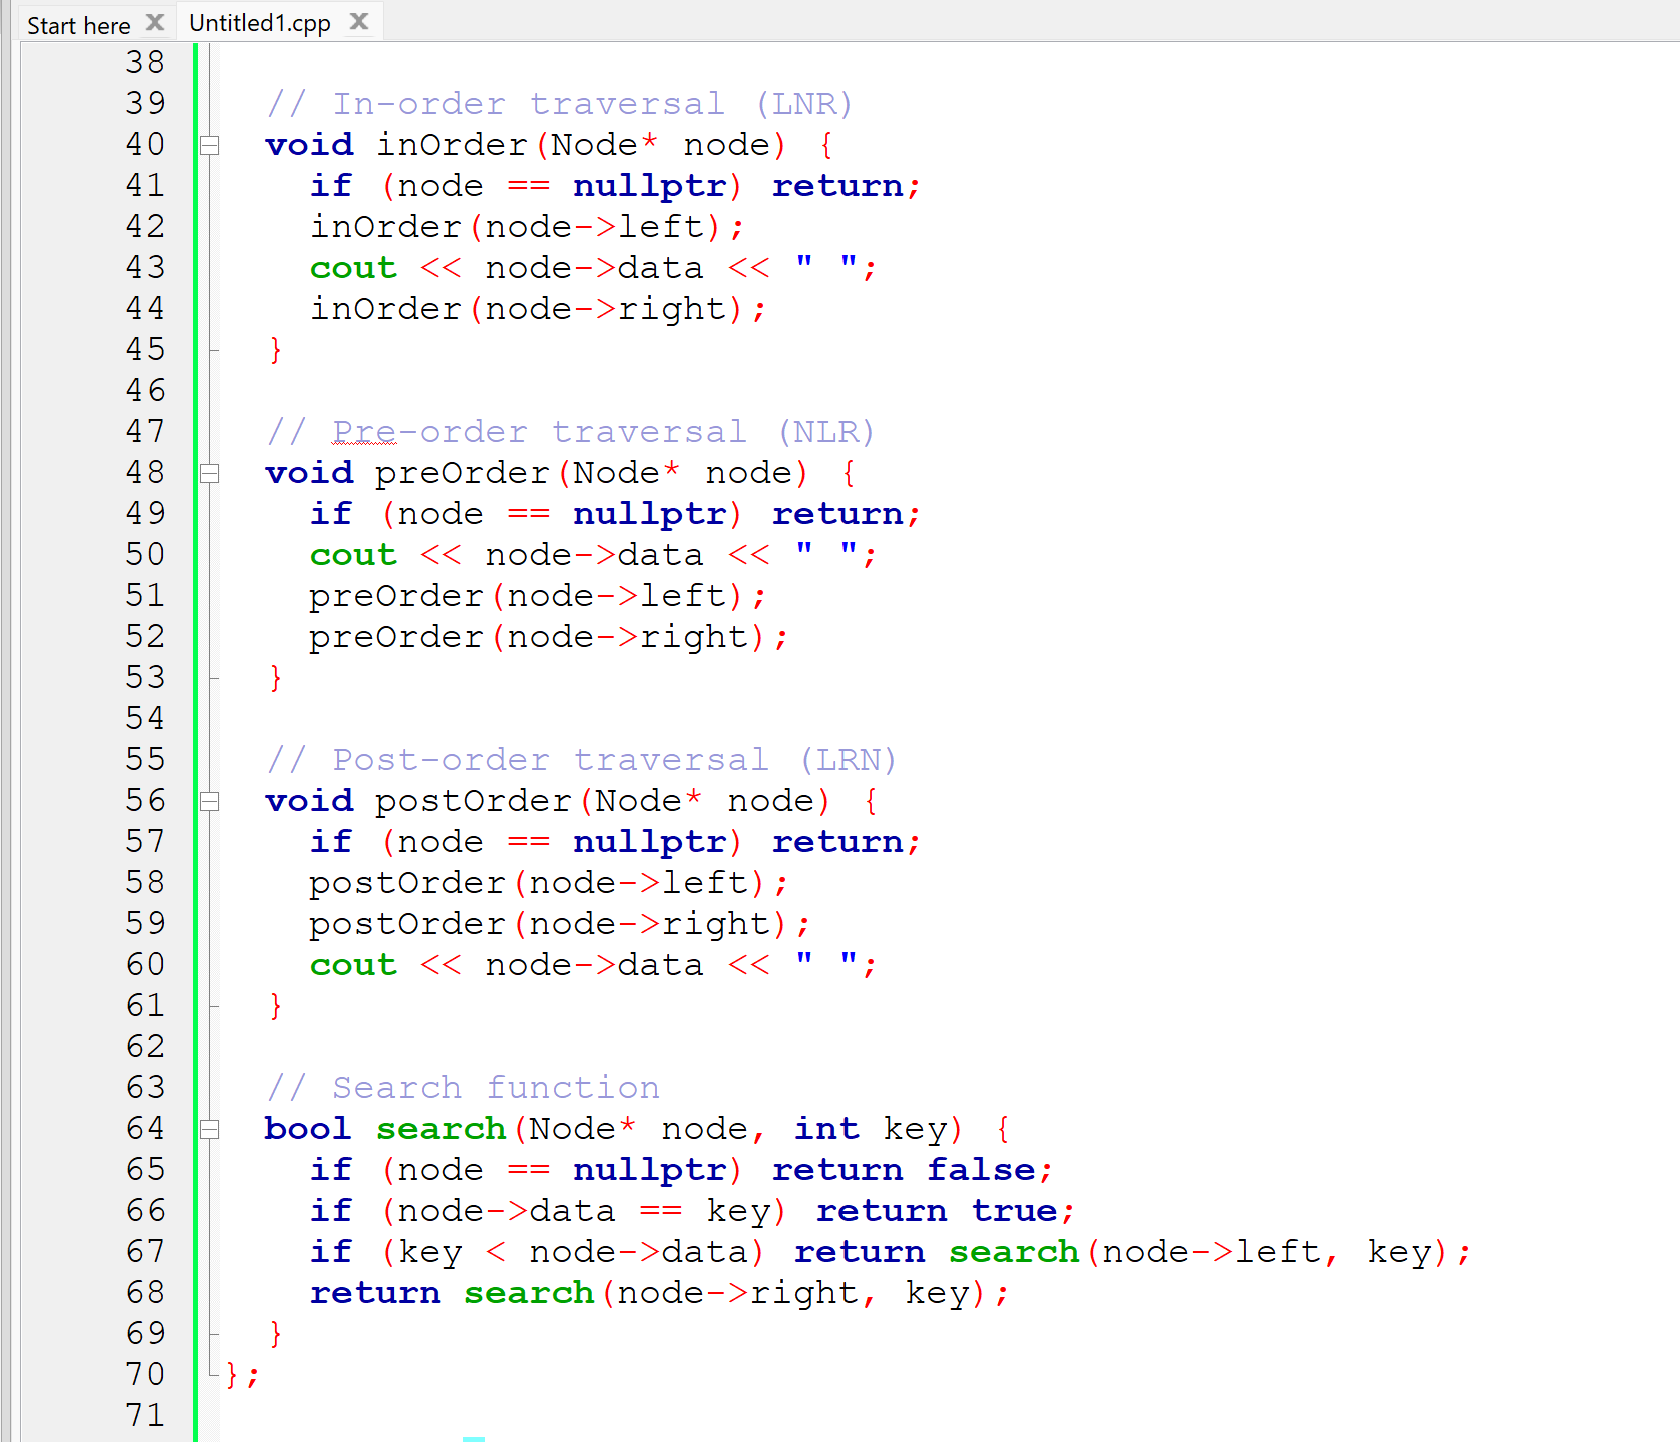 Start here X Untitled1.cpp X
38
39 // In-order traversal (LNR)
40 void inOrder(Node* node) {
41 if (node == nullptr) return;
42 inOrder(node->left);
43 cout << node->data << " ";
44 inOrder(node->right);
45 }
46
47 // Pre-order traversal (NLR)
48 void preOrder(Node* node) {
49 if (node == nullptr) return;
50 cout << node->data << " ";
51 preOrder(node->left);
52 preOrder(node->right);
53 }
54
55 // Post-order traversal (LRN)
56 void postOrder(Node* node) {
57 if (node == nullptr) return;
58 postOrder(node->left);
59 postOrder(node->right);
60 cout << node->data << " ";
61 }
62
63 // Search function
64 bool search(Node* node, int key) {
65 if (node == nullptr) return false;
66 if (node->data == key) return true;
67 if (key < node->data) return search(node->left, key);
68 return search(node->right, key);
69 }
70 };
71